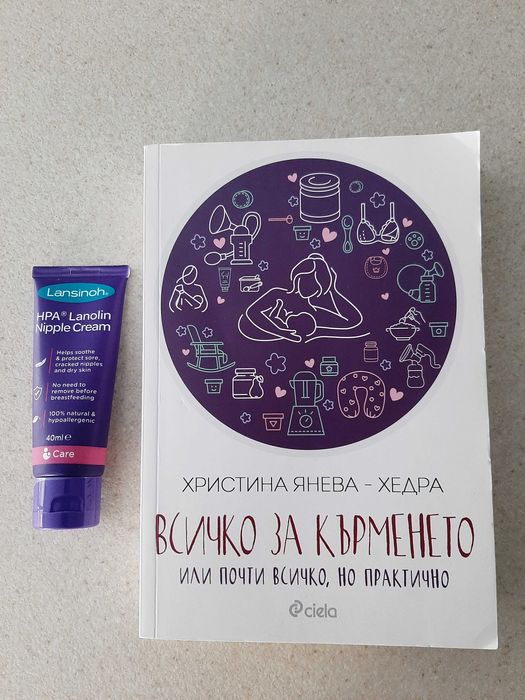 Lansinoh®
HPA® Lanolin
Nipple Cream
Helps soothe
& protect sore,
cracked nipples
and dry skin
No need to
remove before
breastfeeding
100% natural &
hypoallergenic
40ml e
Care
ХРИСТИНА ЯНЕВА - ХЕДРА
ВСИЧКО ЗА КЪРМЕНЕТО
ИЛИ ПОЧТИ ВСИЧКО, НО ПРАКТИЧНО
ciela